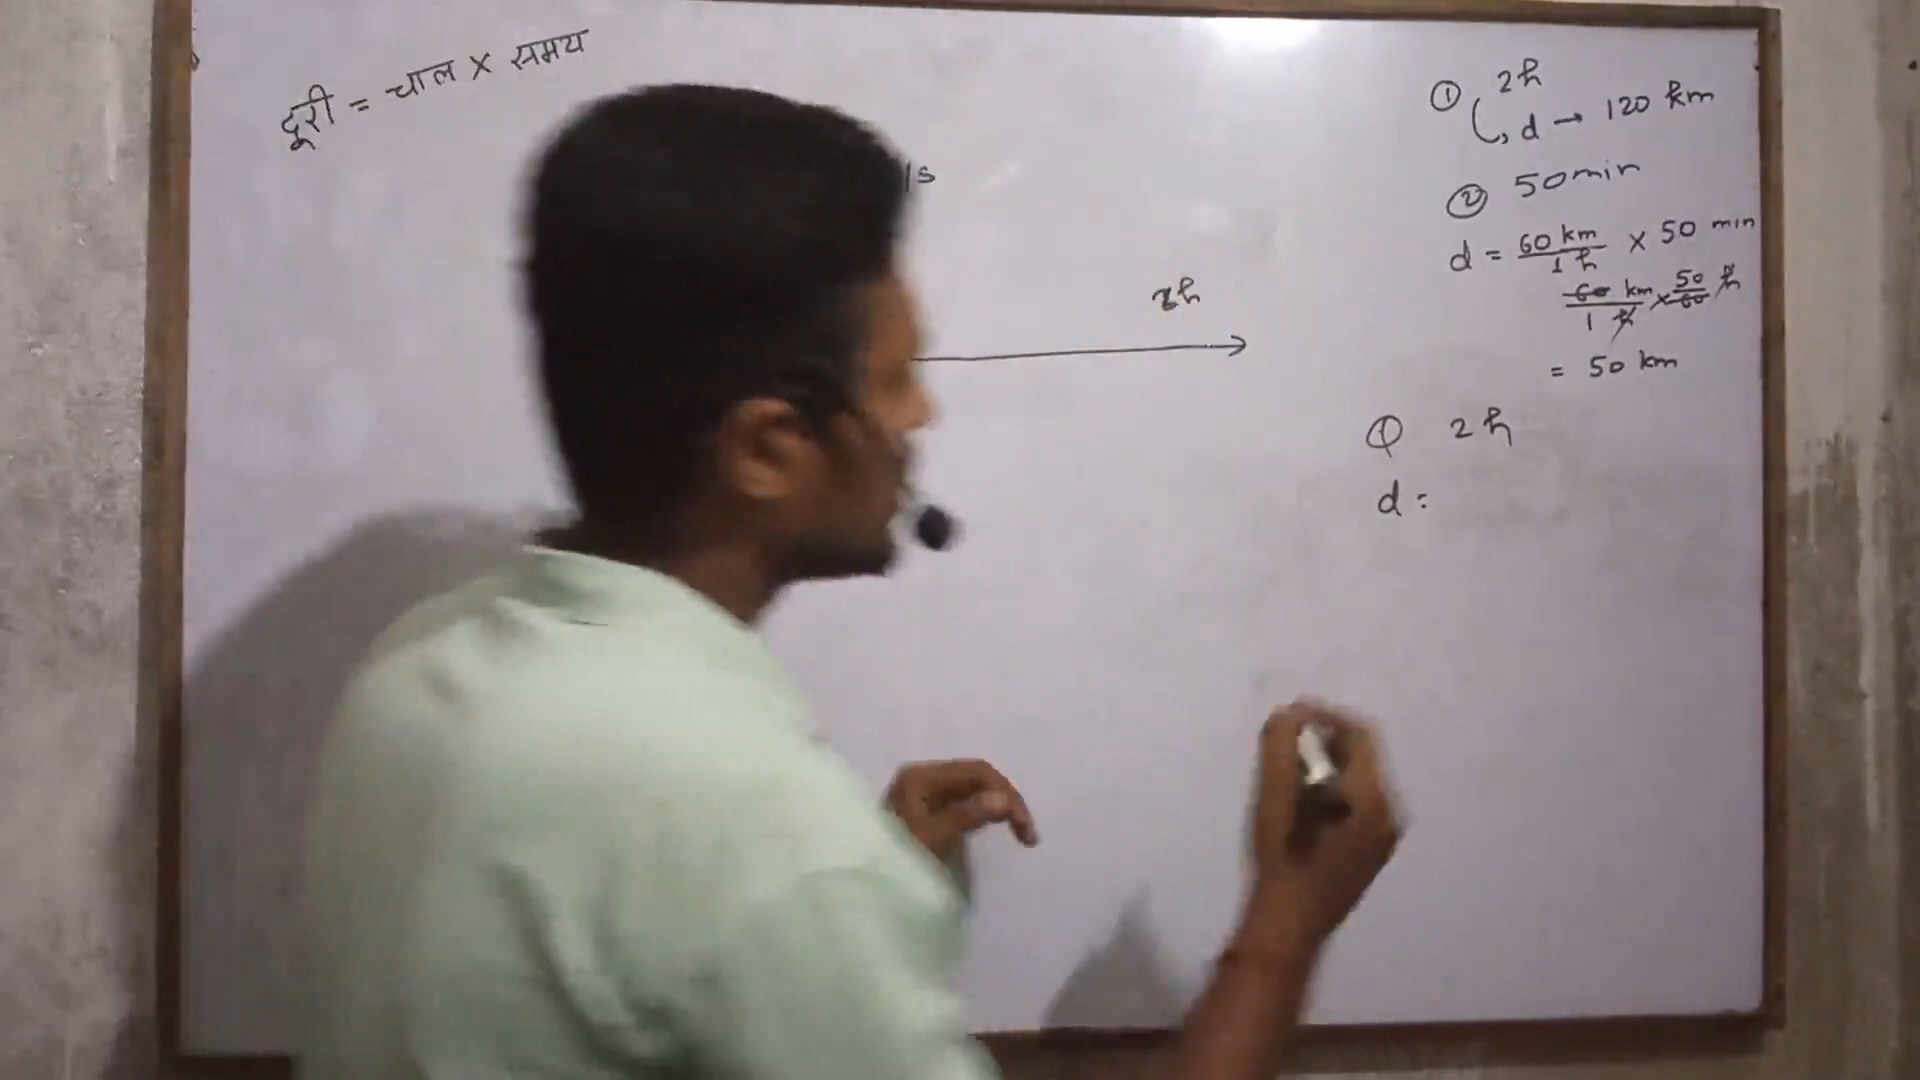 दूरी = चाल × समय
/s
h
① 2h
d → 120 km
② 50min
d = 60 km / 1 h × 50 min
60 km / 1 h × 50 / 60 h
= 50 km
① 2h
d =